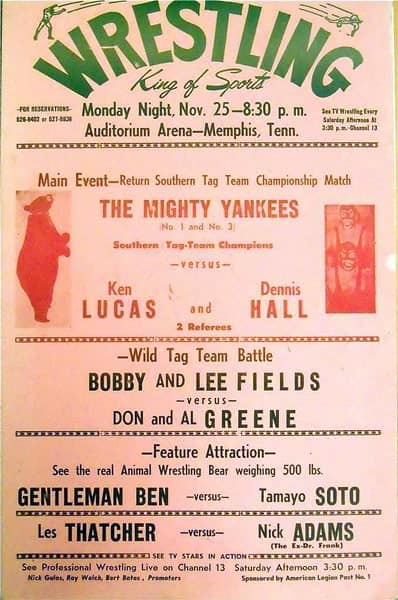 WRESTLING
King of Sports
—FOR RESERVATIONS—
526-8402 or 527-9838
Monday Night, Nov. 25—8:30 p. m.
Auditorium Arena—Memphis, Tenn.
See TV Wrestling Every
Saturday Afternoon At
3:30 p. m.-Channel 13
Main Event—Return Southern Tag Team Championship Match
THE MIGHTY YANKEES
(No. 1 and No. 3)
Southern Tag-Team Champions
—versus—
Ken LUCAS and Dennis HALL
2 Referees
—Wild Tag Team Battle
BOBBY AND LEE FIELDS
—versus—
DON and AL GREENE
—Feature Attraction—
See the real Animal Wrestling Bear weighing 500 lbs.
GENTLEMAN BEN —versus— Tamayo SOTO
Les THATCHER —versus— Nick ADAMS
(The Ex-Dr. Frank)
SEE TV STARS IN ACTION
See Professional Wrestling Live on Channel 13 Saturday Afternoon 3:30 p. m.
Nick Gulas, Roy Welch, Burt Bates, Promoters
Sponsored by American Legion Post No. 1